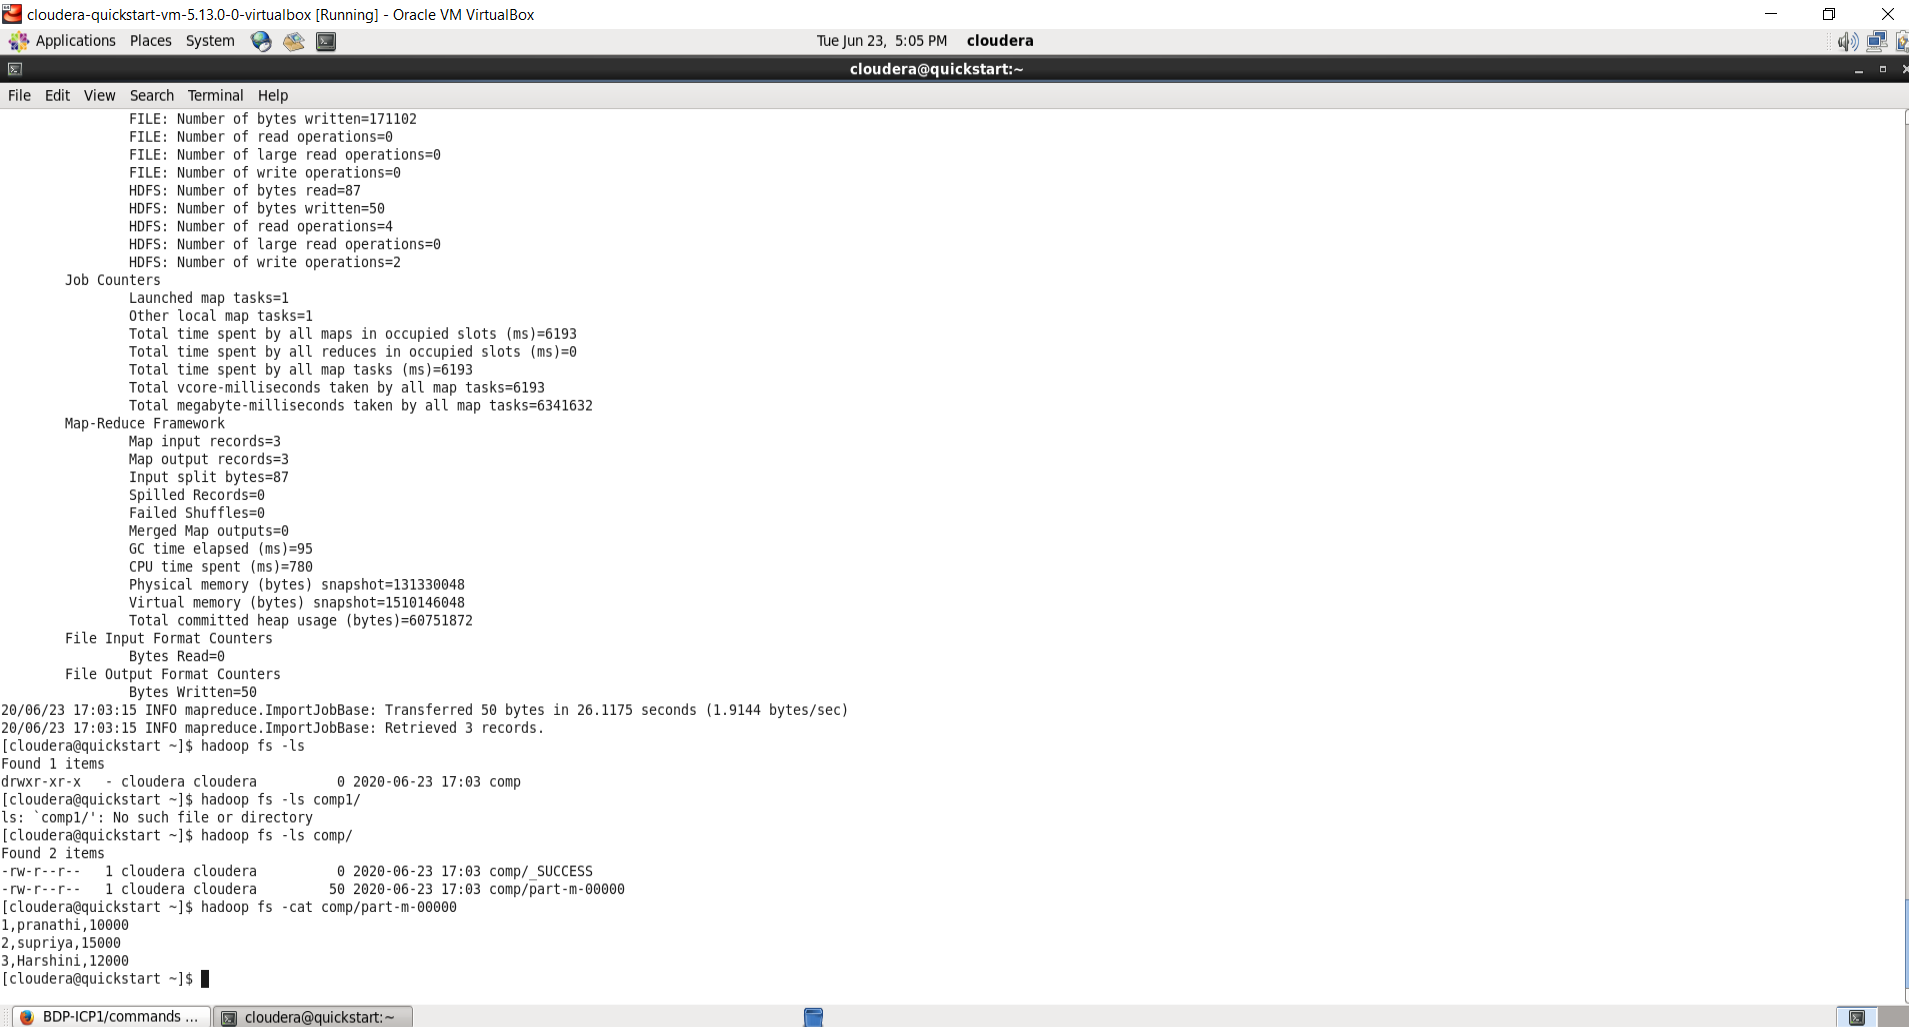 cloudera-quickstart-vm-5.13.0-0-virtualbox [Running] - Oracle VM VirtualBox
Applications Places System Tue Jun 23, 5:05 PM cloudera
cloudera@quickstart:~
File Edit View Search Terminal Help
FILE: Number of bytes written=171102
FILE: Number of read operations=0
FILE: Number of large read operations=0
FILE: Number of write operations=0
HDFS: Number of bytes read=87
HDFS: Number of bytes written=50
HDFS: Number of read operations=4
HDFS: Number of large read operations=0
HDFS: Number of write operations=2
Job Counters
Launched map tasks=1
Other local map tasks=1
Total time spent by all maps in occupied slots (ms)=6193
Total time spent by all reduces in occupied slots (ms)=0
Total time spent by all map tasks (ms)=6193
Total vcore-milliseconds taken by all map tasks=6193
Total megabyte-milliseconds taken by all map tasks=6341632
Map-Reduce Framework
Map input records=3
Map output records=3
Input split bytes=87
Spilled Records=0
Failed Shuffles=0
Merged Map outputs=0
GC time elapsed (ms)=95
CPU time spent (ms)=780
Physical memory (bytes) snapshot=131330048
Virtual memory (bytes) snapshot=1510146048
Total committed heap usage (bytes)=60751872
File Input Format Counters
Bytes Read=0
File Output Format Counters
Bytes Written=50
20/06/23 17:03:15 INFO mapreduce.ImportJobBase: Transferred 50 bytes in 26.1175 seconds (1.9144 bytes/sec)
20/06/23 17:03:15 INFO mapreduce.ImportJobBase: Retrieved 3 records.
[cloudera@quickstart ~]$ hadoop fs -ls
Found 1 items
drwxr-xr-x   - cloudera cloudera          0 2020-06-23 17:03 comp
[cloudera@quickstart ~]$ hadoop fs -ls comp1/
ls: `comp1/': No such file or directory
[cloudera@quickstart ~]$ hadoop fs -ls comp/
Found 2 items
-rw-r--r--   1 cloudera cloudera          0 2020-06-23 17:03 comp/_SUCCESS
-rw-r--r--   1 cloudera cloudera         50 2020-06-23 17:03 comp/part-m-00000
[cloudera@quickstart ~]$ hadoop fs -cat comp/part-m-00000
1,pranathi,10000
2,supriya,15000
3,Harshini,12000
[cloudera@quickstart ~]$
BDP-ICP1/commands ... cloudera@quickstart:~